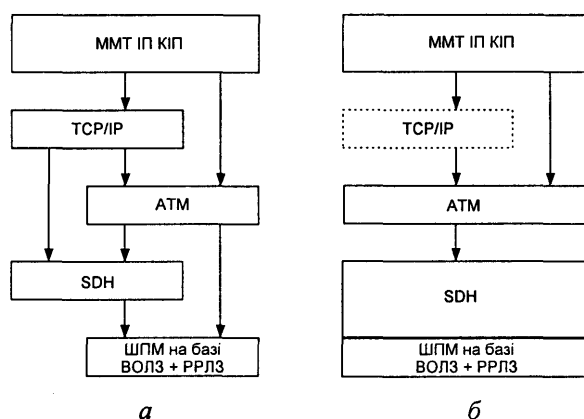 ММТ ІП КІП
TCP/IP
ATM
SDH
ШПМ на базі
ВОЛЗ + РРЛЗ
а
ММТ ІП КІП
TCP/IP
ATM
SDH
ШПМ на базі
ВОЛЗ + РРЛЗ
б